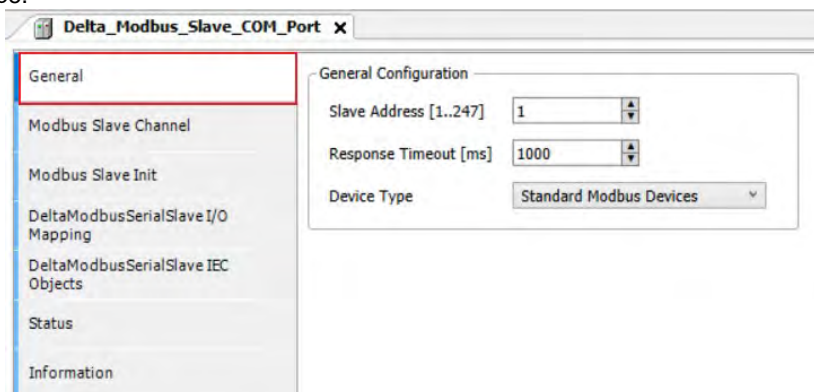 Delta_Modbus_Slave_COM_Port x
General
Modbus Slave Channel
Modbus Slave Init
DeltaModbusSerialSlave I/O
Mapping
DeltaModbusSerialSlave IEC
Objects
Status
Information
General Configuration
Slave Address [1..247] 1
Response Timeout [ms] 1000
Device Type Standard Modbus Devices